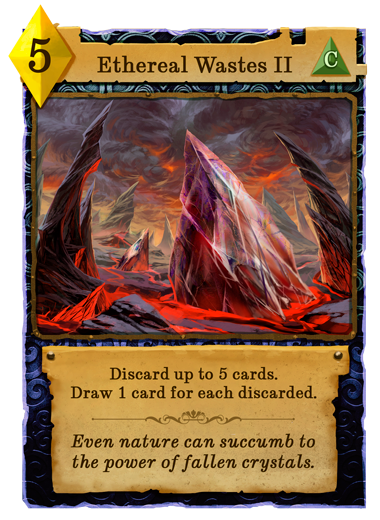 5
Ethereal Wastes II
C
Discard up to 5 cards.
Draw 1 card for each discarded.
Even nature can succumb to
the power of fallen crystals.